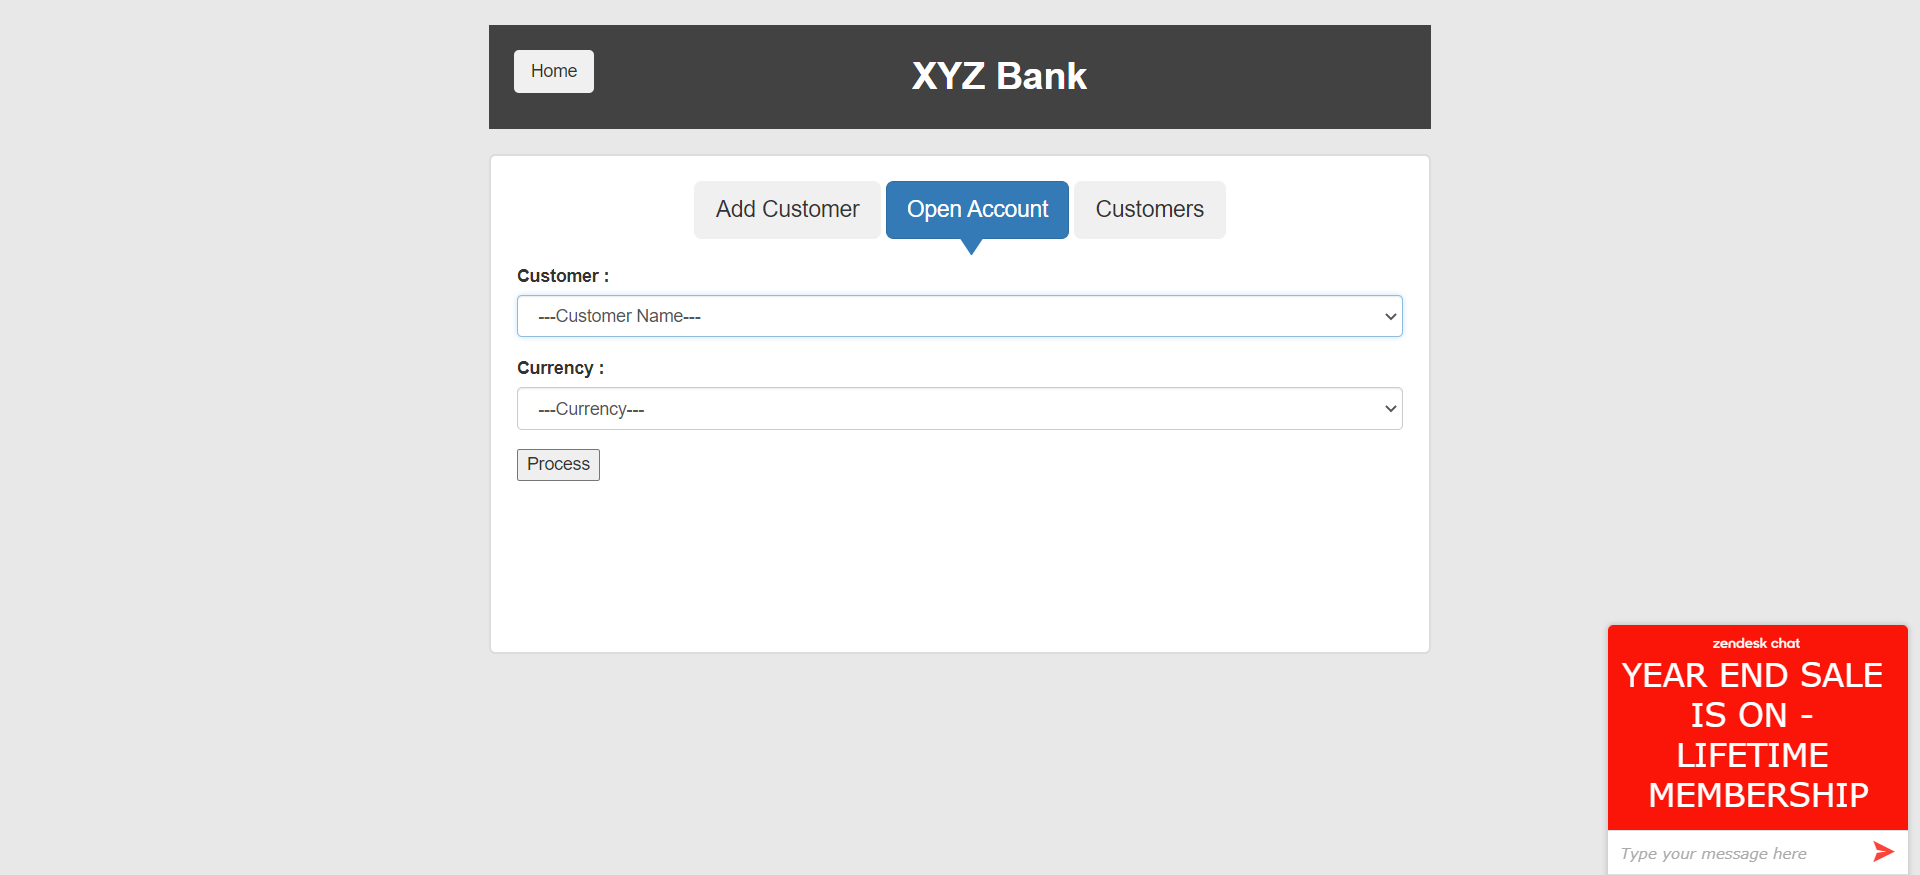 Home
XYZ Bank
Add Customer
Open Account
Customers
Customer :
---Customer Name---
Currency :
---Currency---
Process
zendesk chat
YEAR END SALE
IS ON -
LIFETIME
MEMBERSHIP
Type your message here